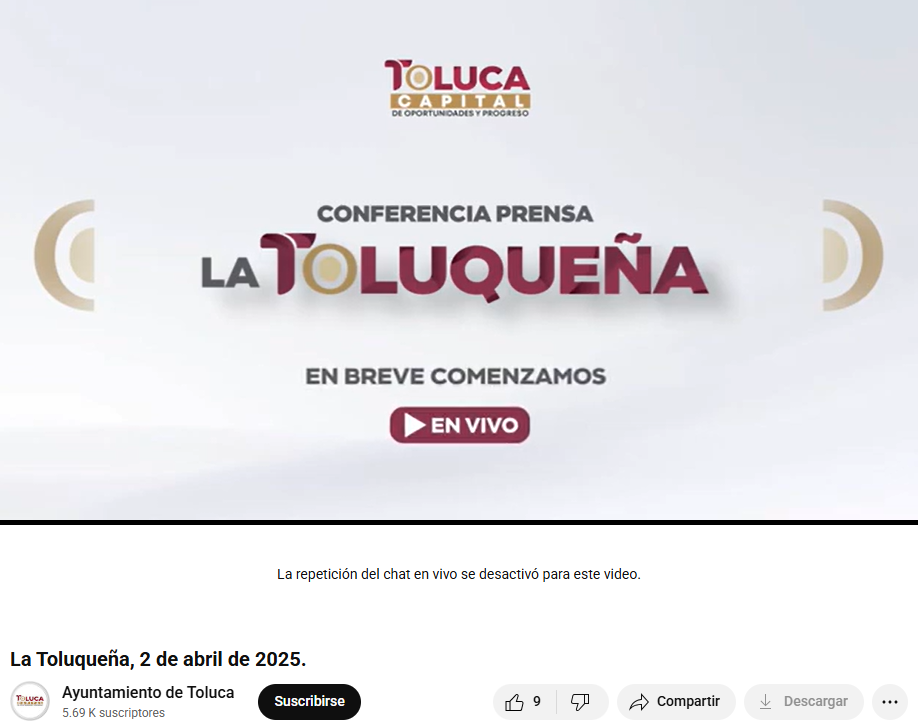 TOLUCA
CAPITAL
DE OPORTUNIDADES Y PROGRESO
CONFERENCIA PRENSA
LA TOLUQUEÑA
EN BREVE COMENZAMOS
EN VIVO
La repetición del chat en vivo se desactivó para este video.
La Toluqueña, 2 de abril de 2025.
TOLUCA
Ayuntamiento de Toluca
5.69 K suscriptores
Suscribirse
9
Compartir
Descargar